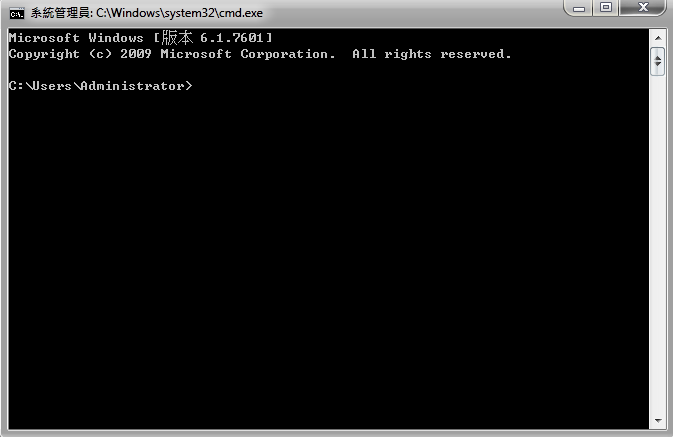 系統管理員: C:\Windows\system32\cmd.exe
Microsoft Windows [版本 6.1.7601]
Copyright (c) 2009 Microsoft Corporation.  All rights reserved.
C:\Users\Administrator>